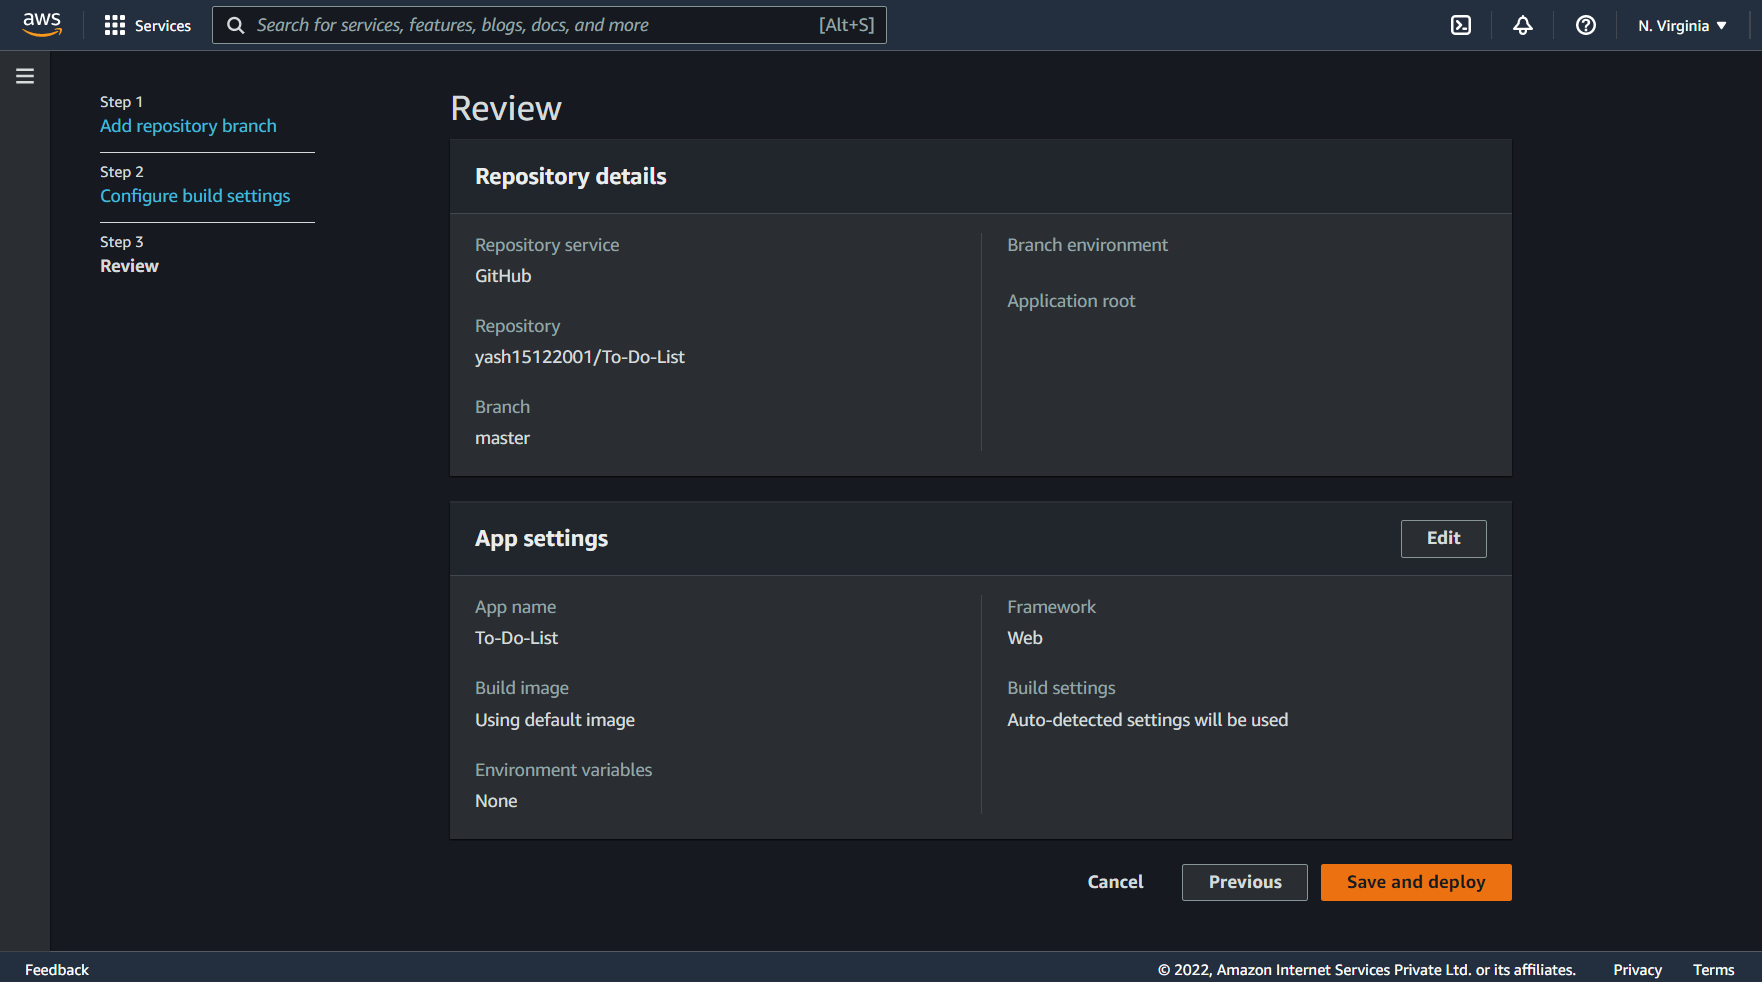 aws
Services
Search for services, features, blogs, docs, and more
[Alt+S]
N. Virginia
Step 1
Add repository branch
Step 2
Configure build settings
Step 3
Review
Review
Repository details
Repository service
GitHub
Repository
yash15122001/To-Do-List
Branch
master
Branch environment
Application root
App settings
Edit
App name
To-Do-List
Build image
Using default image
Environment variables
None
Framework
Web
Build settings
Auto-detected settings will be used
Cancel
Previous
Save and deploy
Feedback
© 2022, Amazon Internet Services Private Ltd. or its affiliates.
Privacy
Terms